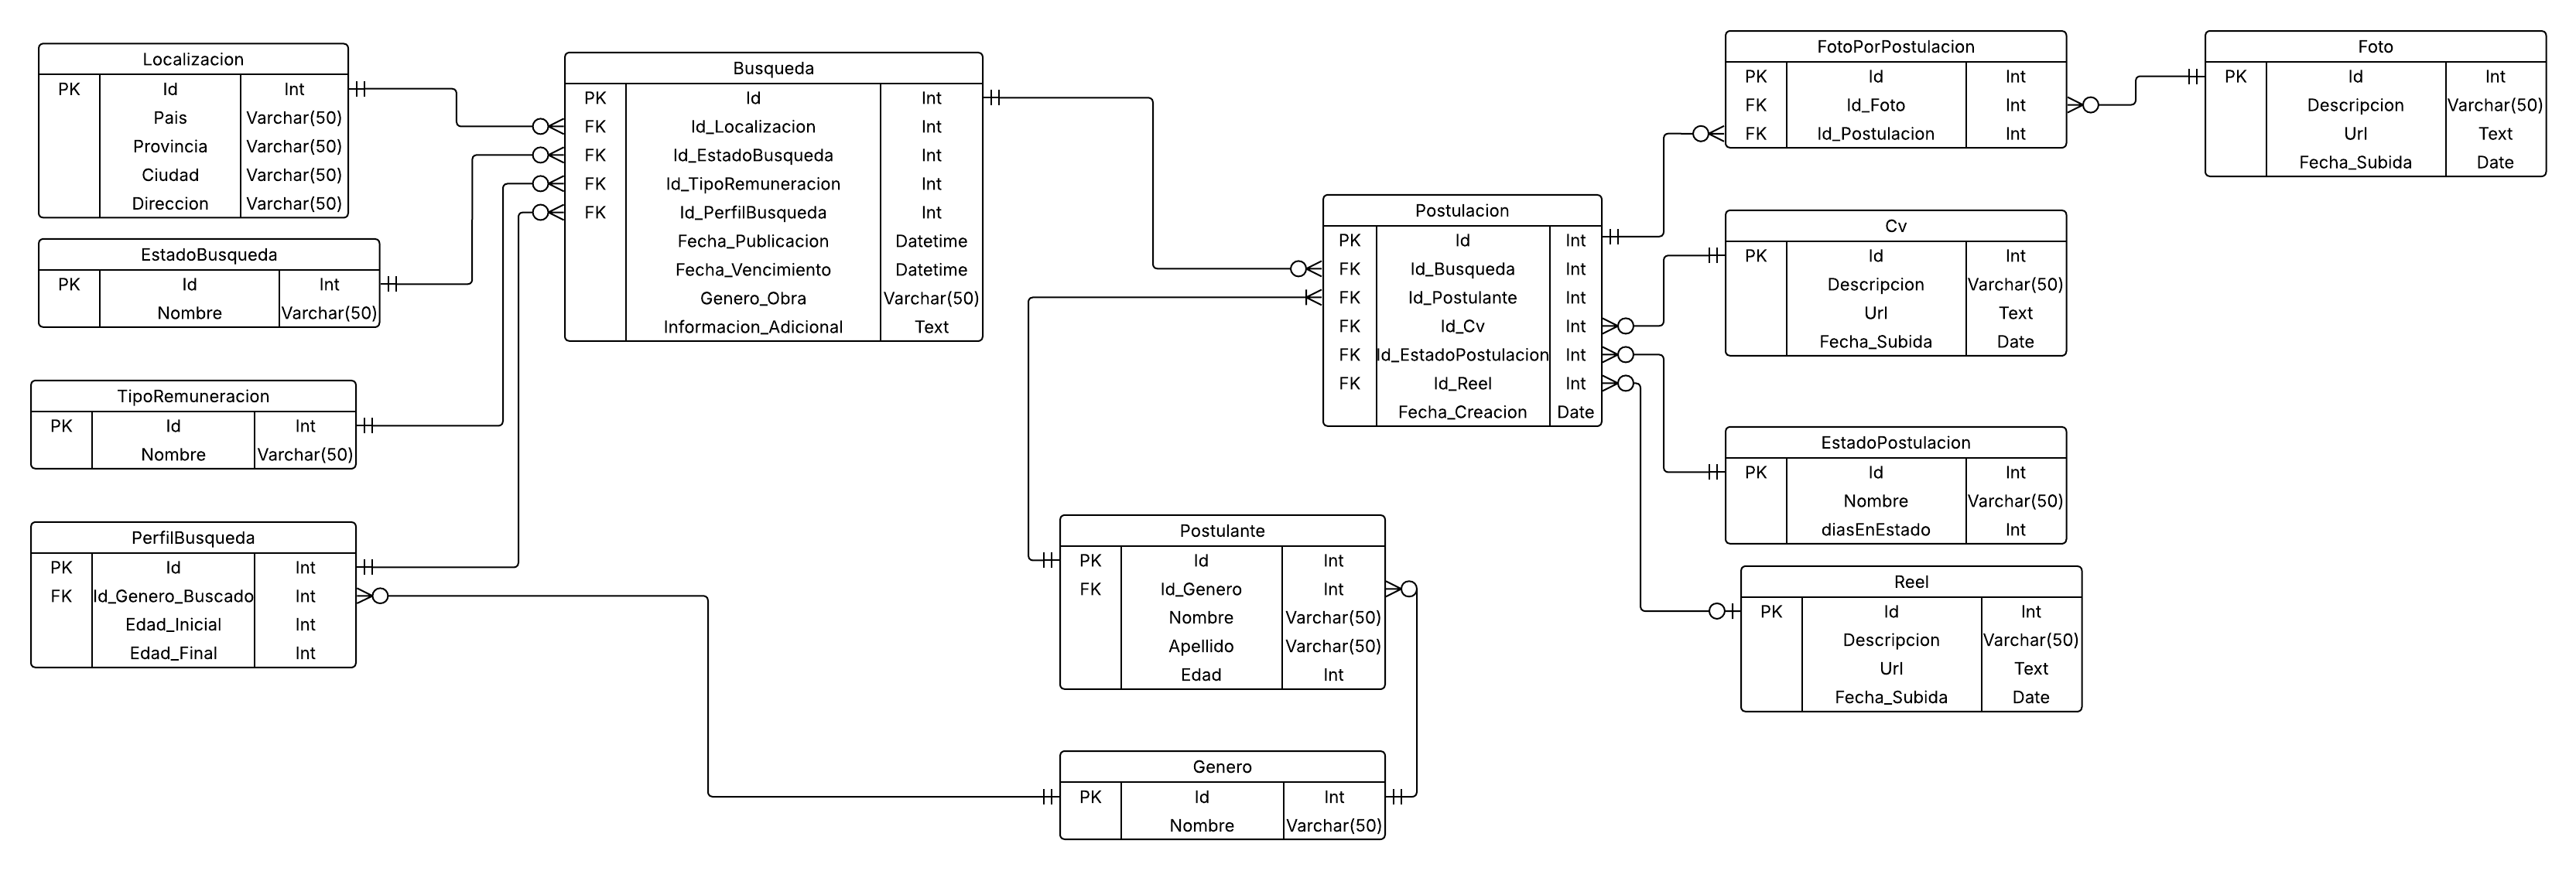 Localizacion
PK Id Int
Pais Varchar(50)
Provincia Varchar(50)
Ciudad Varchar(50)
Direccion Varchar(50)
EstadoBusqueda
PK Id Int
Nombre Varchar(50)
TipoRemuneracion
PK Id Int
Nombre Varchar(50)
PerfilBusqueda
PK Id Int
FK Id_Genero_Buscado Int
Edad_Inicial Int
Edad_Final Int
Busqueda
PK Id Int
FK Id_Localizacion Int
FK Id_EstadoBusqueda Int
FK Id_TipoRemuneracion Int
FK Id_PerfilBusqueda Int
Fecha_Publicacion Datetime
Fecha_Vencimiento Datetime
Genero_Obra Varchar(50)
Informacion_Adicional Text
Postulacion
PK Id Int
FK Id_Busqueda Int
FK Id_Postulante Int
FK Id_Cv Int
FK Id_EstadoPostulacion Int
FK Id_Reel Int
Fecha_Creacion Date
Postulante
PK Id Int
FK Id_Genero Int
Nombre Varchar(50)
Apellido Varchar(50)
Edad Int
Genero
PK Id Int
Nombre Varchar(50)
FotoPorPostulacion
PK Id Int
FK Id_Foto Int
FK Id_Postulacion Int
Foto
PK Id Int
Descripcion Varchar(50)
Url Text
Fecha_Subida Date
Cv
PK Id Int
Descripcion Varchar(50)
Url Text
Fecha_Subida Date
EstadoPostulacion
PK Id Int
Nombre Varchar(50)
diasEnEstado Int
Reel
PK Id Int
Descripcion Varchar(50)
Url Text
Fecha_Subida Date